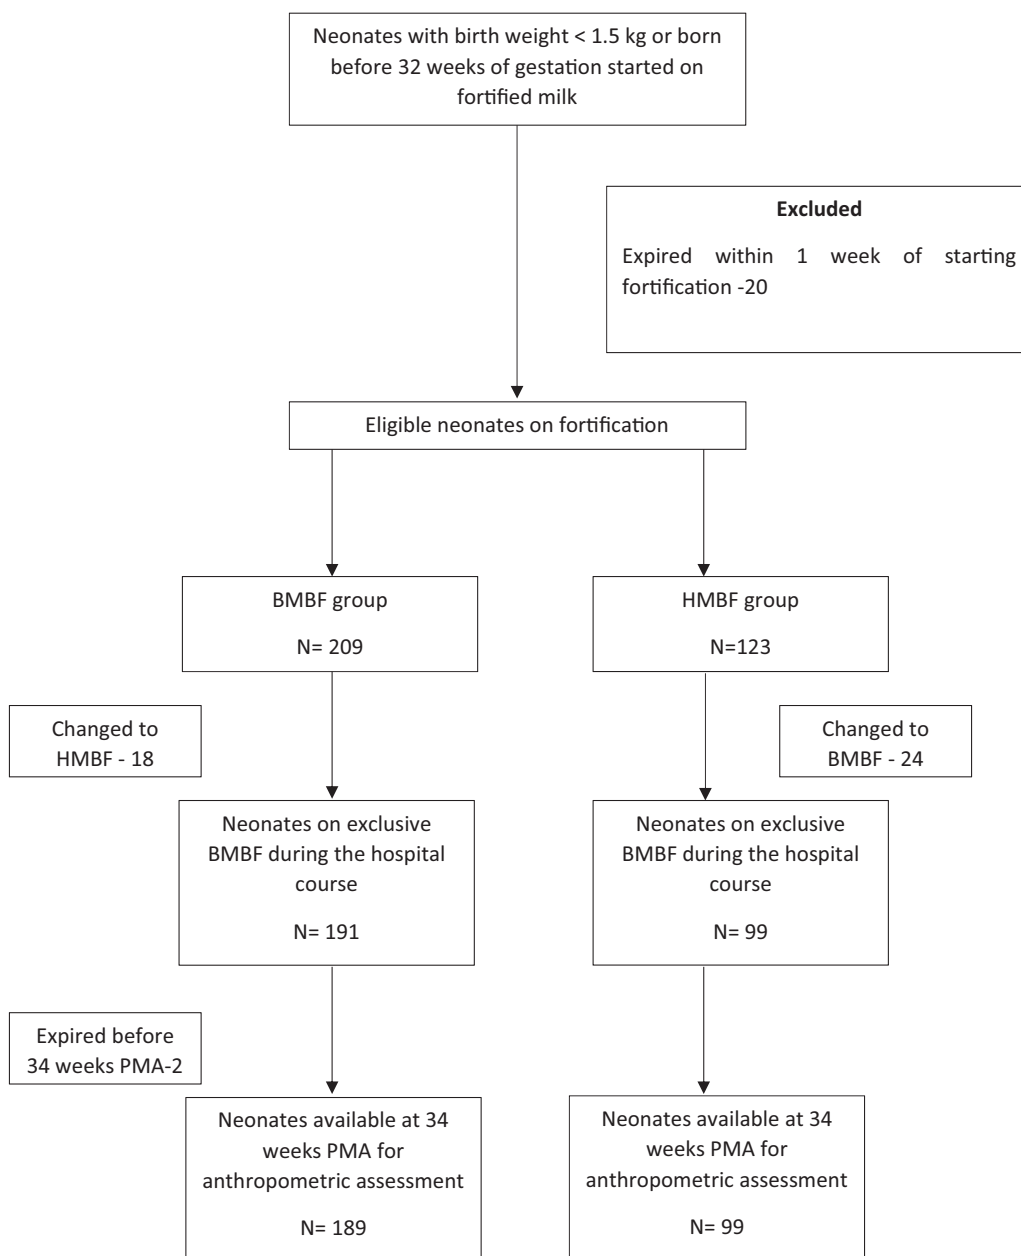 Neonates with birth weight < 1.5 kg or born
before 32 weeks of gestation started on
fortified milk
Excluded
Expired within 1 week of starting
fortification -20
Eligible neonates on fortification
BMBF group
N= 209
HMBF group
N=123
Changed to
HMBF - 18
Changed to
BMBF - 24
Neonates on exclusive
BMBF during the hospital
course
N= 191
Neonates on exclusive
BMBF during the hospital
course
N= 99
Expired before
34 weeks PMA-2
Neonates available at 34
weeks PMA for
anthropometric assessment
N= 189
Neonates available at 34
weeks PMA for
anthropometric assessment
N= 99